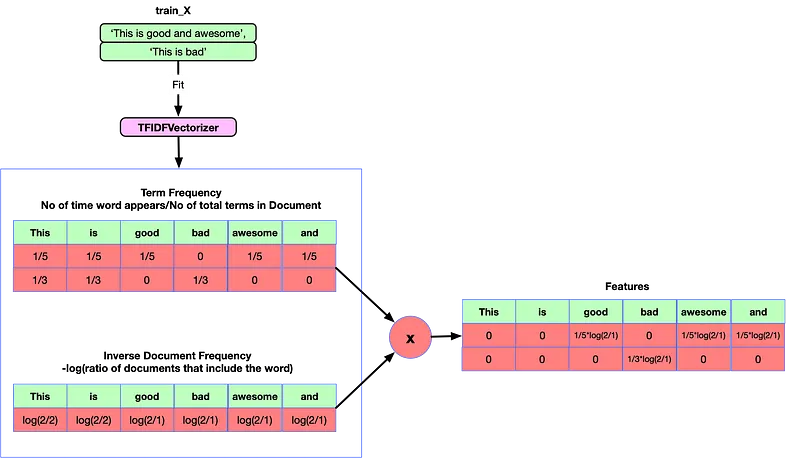 train_X
‘This is good and awesome’,
‘This is bad’
Fit
TFIDFVectorizer
Term Frequency
No of time word appears/No of total terms in Document
This is good bad awesome and
1/5 1/5 1/5 0 1/5 1/5
1/3 1/3 0 1/3 0 0
Inverse Document Frequency
-log(ratio of documents that include the word)
This is good bad awesome and
log(2/2) log(2/2) log(2/1) log(2/1) log(2/1) log(2/1)
x
Features
This is good bad awesome and
0 0 1/5*log(2/1) 0 1/5*log(2/1) 1/5*log(2/1)
0 0 0 1/3*log(2/1) 0 0